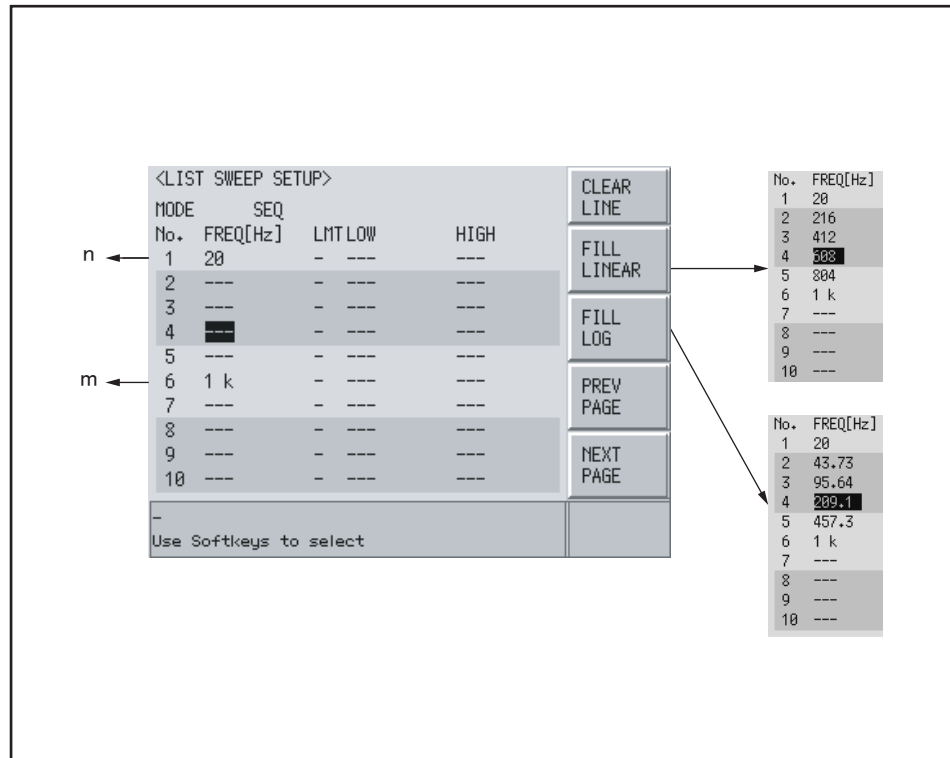 <LIST SWEEP SETUP>
MODE SEQ
No. FREQ[Hz] LMT LOW HIGH
n
1 20 - --- ---
2 --- - --- ---
3 --- - --- ---
4 --- - --- ---
5 --- - --- ---
m
6 1 k - --- ---
7 --- - --- ---
8 --- - --- ---
9 --- - --- ---
10 --- - --- ---
-
Use Softkeys to select
CLEAR
LINE
FILL
LINEAR
FILL
LOG
PREV
PAGE
NEXT
PAGE
No. FREQ[Hz]
1 20
2 216
3 412
4 608
5 804
6 1 k
7 ---
8 ---
9 ---
10 ---
No. FREQ[Hz]
1 20
2 43.73
3 95.64
4 209.1
5 457.3
6 1 k
7 ---
8 ---
9 ---
10 ---